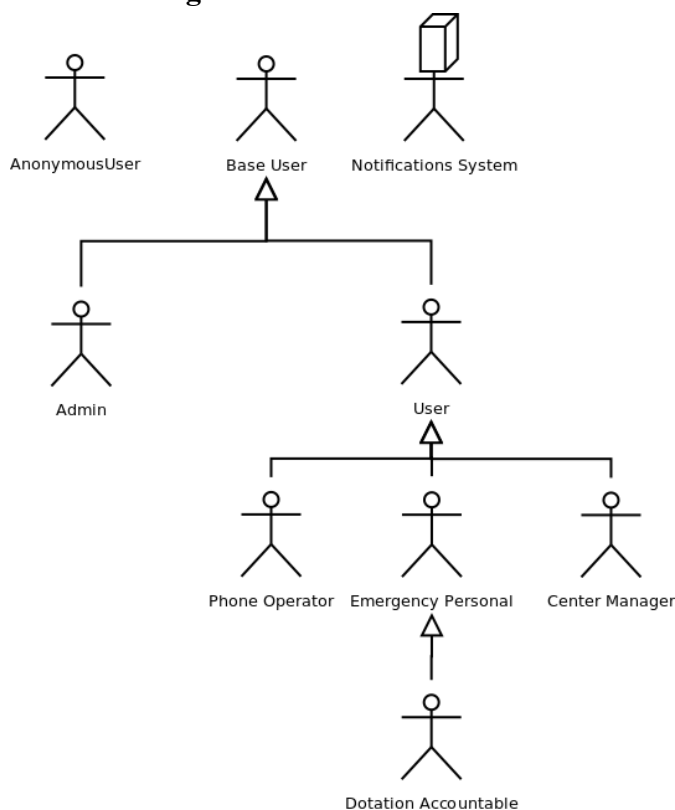 AnonymousUser
Base User
Notifications System
Admin
User
Phone Operator
Emergency Personal
Center Manager
Dotation Accountable